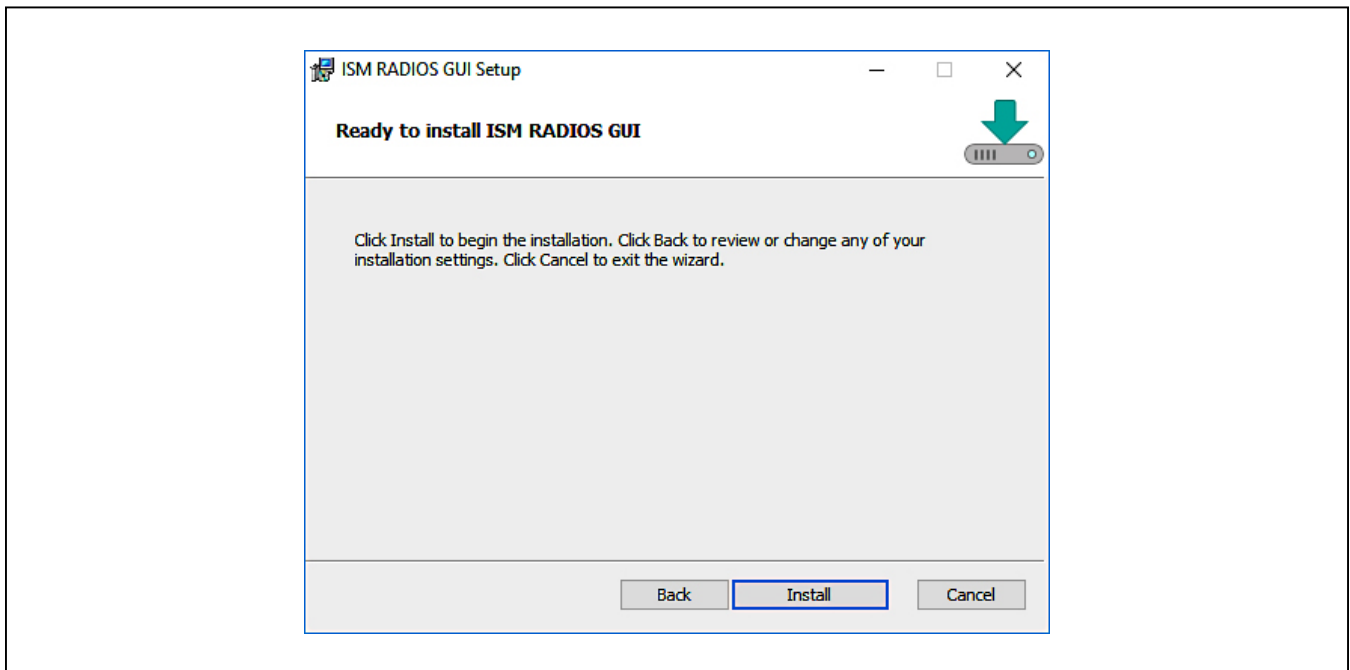 ISM RADIOS GUI Setup
Ready to install ISM RADIOS GUI
Click Install to begin the installation. Click Back to review or change any of your
installation settings. Click Cancel to exit the wizard.
Back Install Cancel